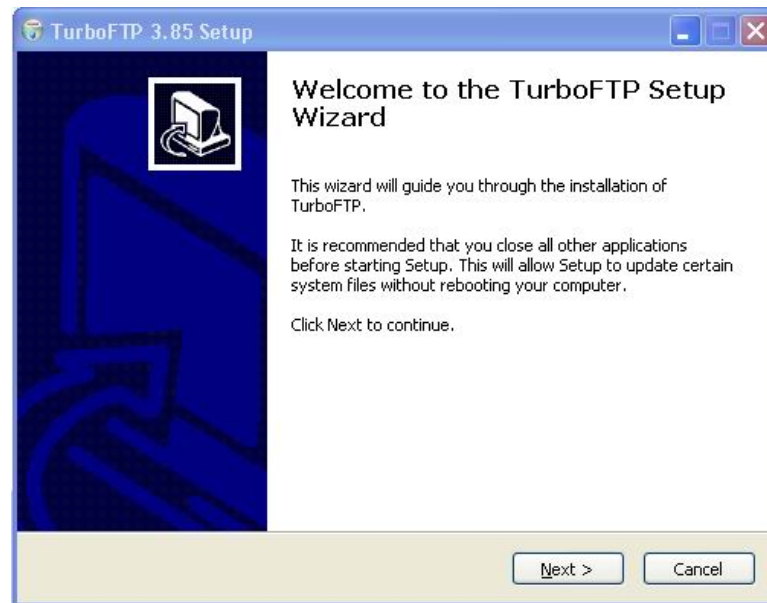 TurboFTP 3.85 Setup
Welcome to the TurboFTP Setup
Wizard
This wizard will guide you through the installation of
TurboFTP.
It is recommended that you close all other applications
before starting Setup. This will allow Setup to update certain
system files without rebooting your computer.
Click Next to continue.
Next >
Cancel